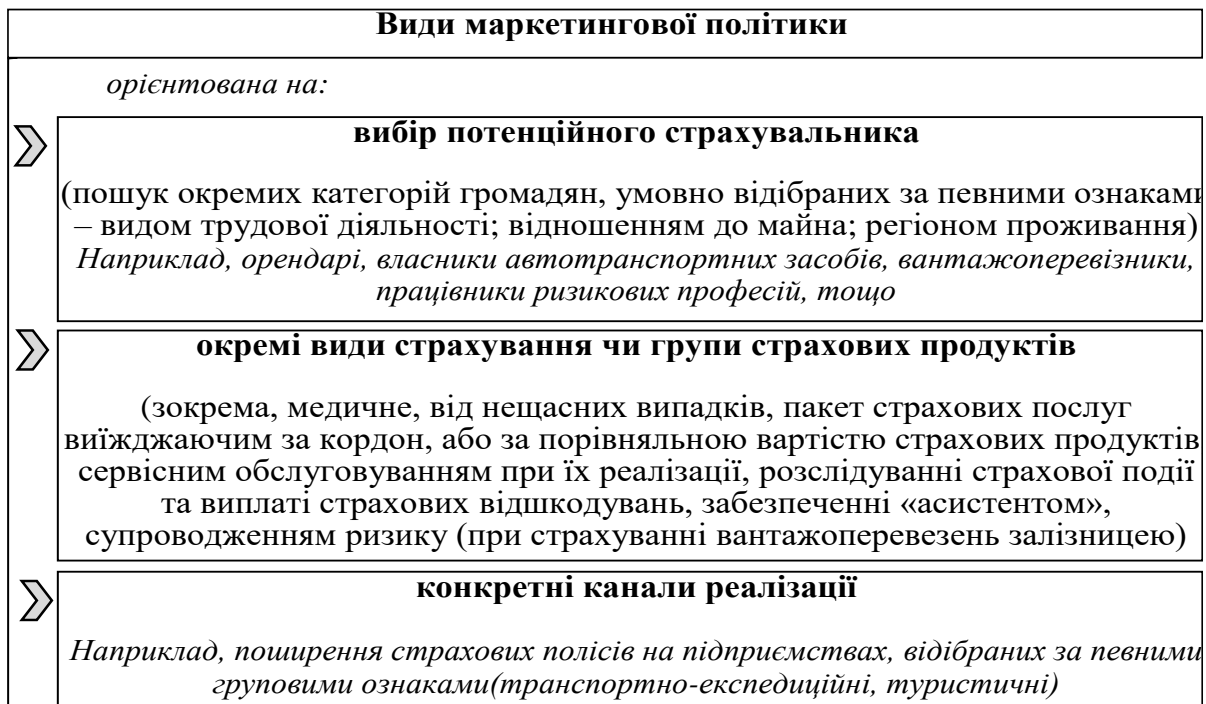 Види маркетингової політики
орієнтована на:
вибір потенційного страхувальника
(пошук окремих категорій громадян, умовно відібраних за певними ознаками
– видом трудової діяльності; відношенням до майна; регіоном проживання)
Наприклад, орендарі, власники автотранспортних засобів, вантажоперевізники,
працівники ризикових професій, тощо
окремі види страхування чи групи страхових продуктів
(зокрема, медичне, від нещасних випадків, пакет страхових послуг
виїжджаючим за кордон, або за порівняльною вартістю страхових продуктів
сервісним обслуговуванням при їх реалізації, розслідуванні страхової події
та виплаті страхових відшкодувань, забезпеченні «асистентом»,
супроводженням ризику (при страхуванні вантажоперевезень залізницею)
конкретні канали реалізації
Наприклад, поширення страхових полісів на підприємствах, відібраних за певними
груповими ознаками(транспортно-експедиційні, туристичні)